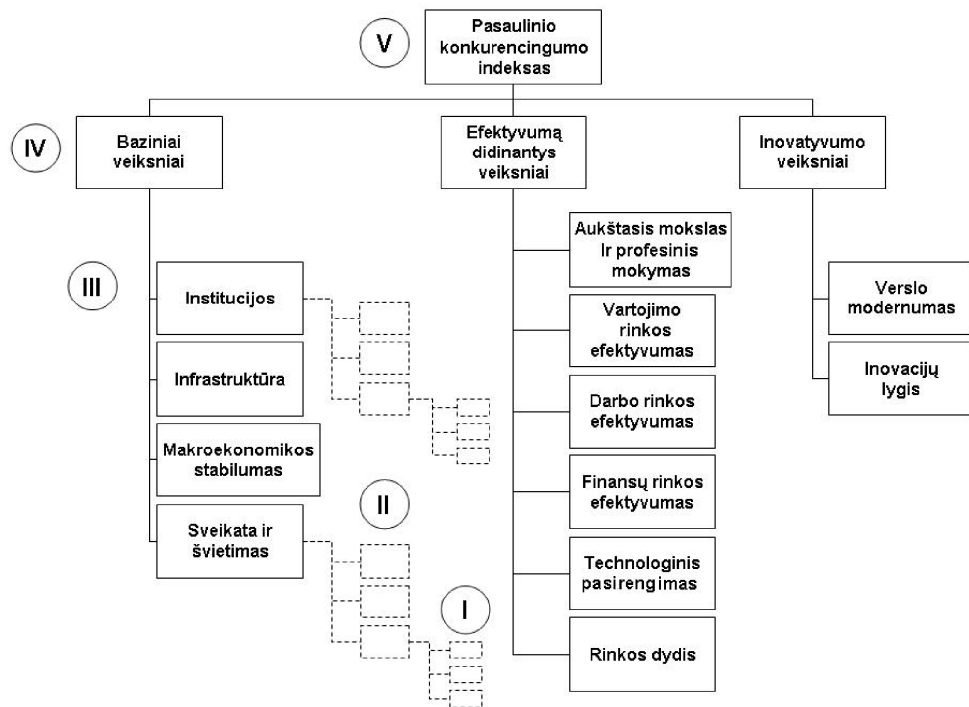 V
Pasaulinio
konkurencingumo
indeksas
IV
Baziniai
veiksniai
Efektyvumą
didinantys
veiksniai
Inovatyvumo
veiksniai
III
Institucijos
Infrastruktūra
Makroekonomikos
stabilumas
Sveikata ir
švietimas
II
I
Aukštasis mokslas
Ir profesinis
mokymas
Vartojimo
rinkos
efektyvumas
Darbo rinkos
efektyvumas
Finansų rinkos
efektyvumas
Technologinis
pasirengimas
Rinkos dydis
Verslo
modernumas
Inovacijų
lygis